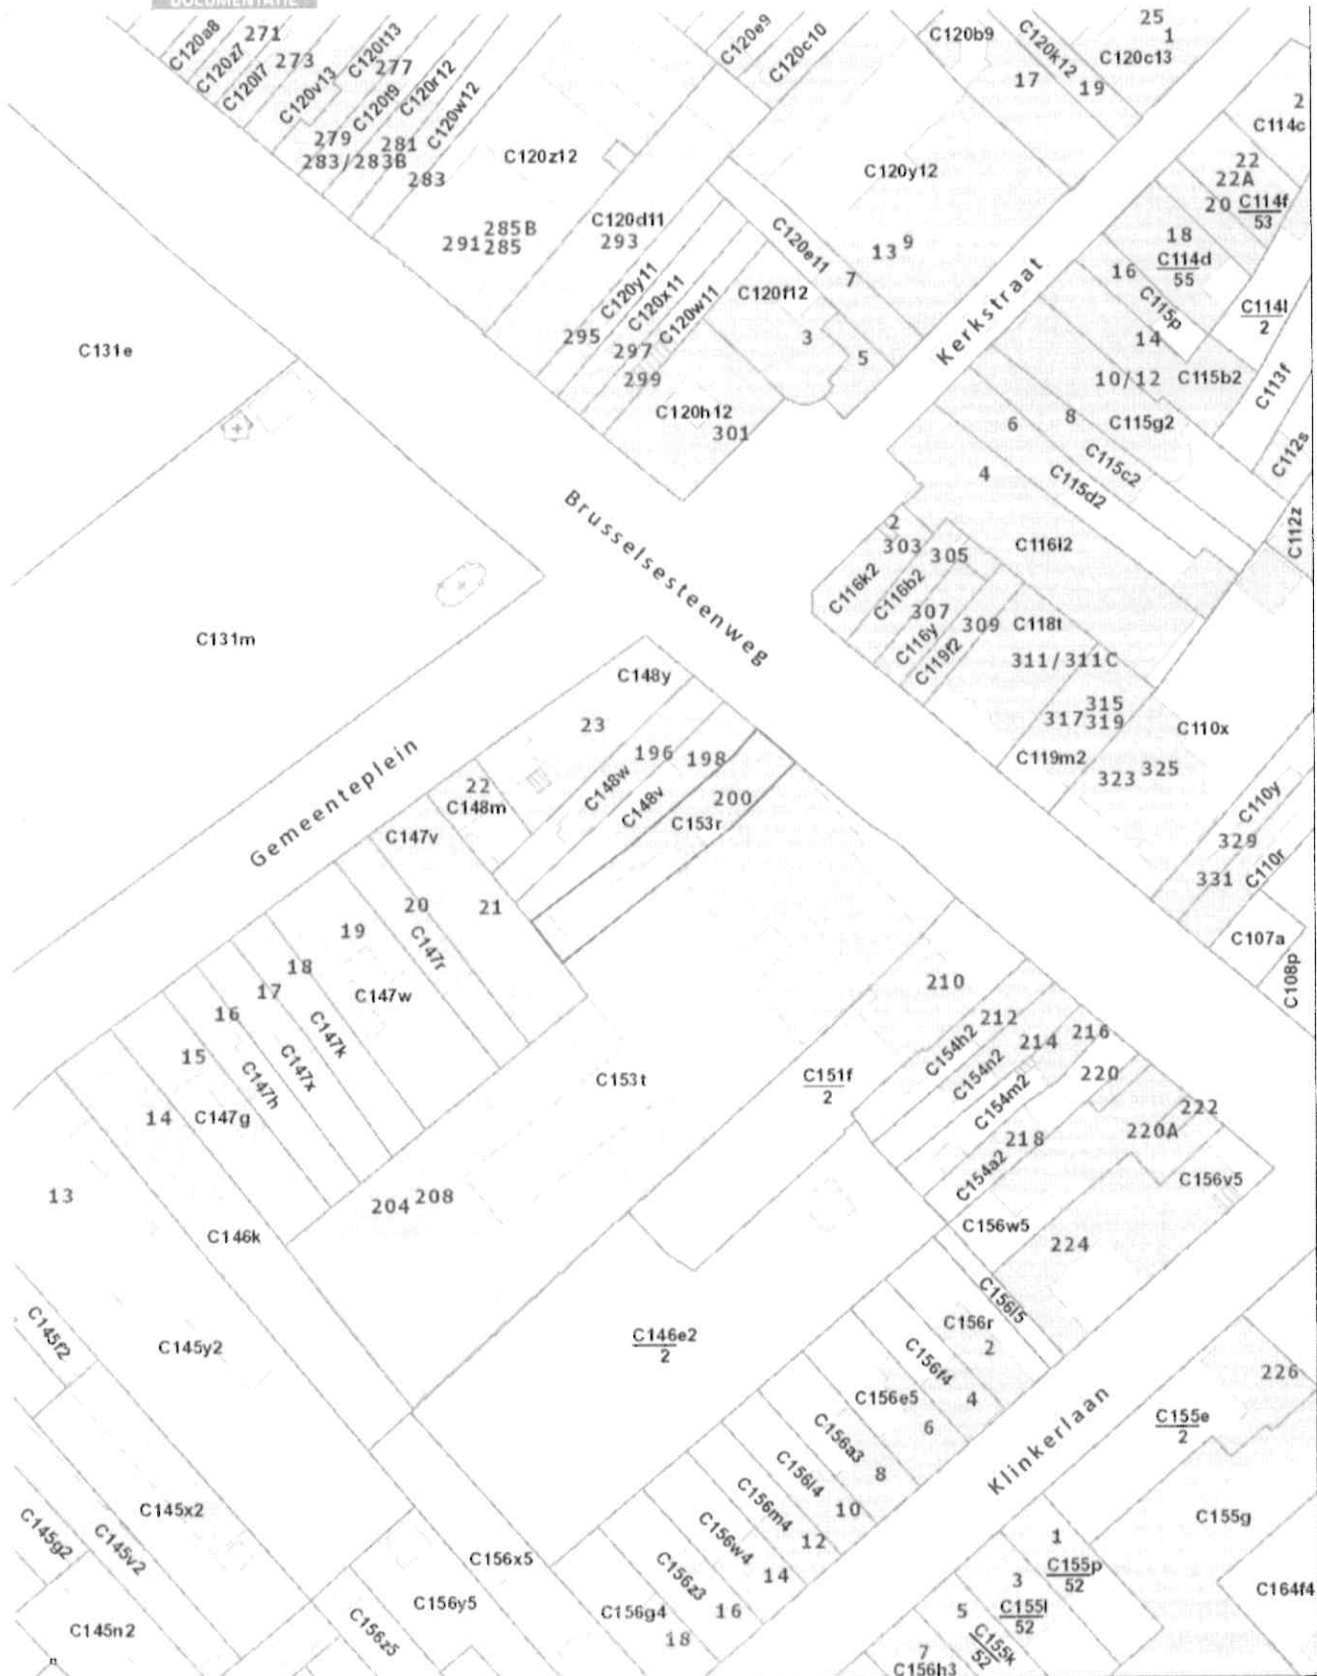 DOCUMENTATIE
C120a8
271
C120z7
C120l7
273
C120v13
C120t13
277
C120t9
C120r12
C120w12
279
281
283/283B
283
C120z12
285B
291
285
C120d11
293
C120e9
C120c10
C120b9
C120k12
17
19
25
1
C120c13
C120y12
C120e11
13
9
7
C120y11
C120x11
C120w11
C120f12
295
297
299
3
5
C120h12
301
Kerkstraat
2
C114c
22
22A
20
C114f
53
18
C114d
55
16
C115p
14
C114l
2
10/12
C115b2
C113f
6
8
C115g2
C115c2
C115d2
4
C112s
C112z
C116l2
C131e
C131m
Brusselsesteenweg
2
303
305
C116k2
C116b2
307
C116y
309
C119f2
C118t
311/311C
315
317
319
C119m2
323
325
C110x
C110y
329
331
C110r
C107a
C108p
C148y
23
196
198
C148w
C148v
200
C153r
Gemeenteplein
22
C148m
C147v
21
20
C147r
19
C147w
18
17
C147k
16
C147x
15
C147h
14
C147g
13
C153t
C151f
2
204
208
210
212
C154h2
C154n2
214
216
C154m2
220
218
C154a2
222
220A
C156v5
C156w5
224
C146k
C145f2
C145y2
C146e2
2
C156l5
C156r
2
C156f4
4
C156e5
6
C156a3
8
C156l4
10
C156m4
12
C156w4
14
C156z3
16
C156g4
18
Klinkerlaan
226
C155e
2
C155g
C164f4
1
C155p
52
3
C155l
52
5
C155k
52
7
C156h3
C145x2
C145v2
C145g2
C145n2
C156x5
C156y5
C156z5
n